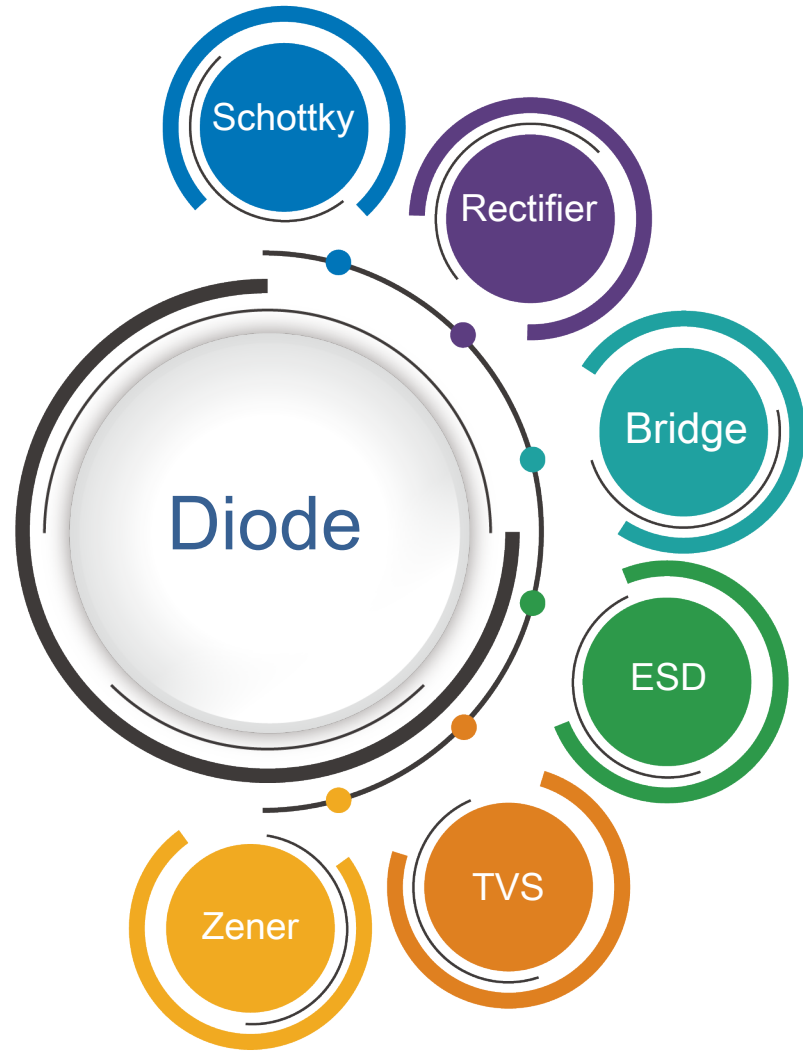 Schottky
Rectifier
Bridge
Diode
ESD
TVS
Zener